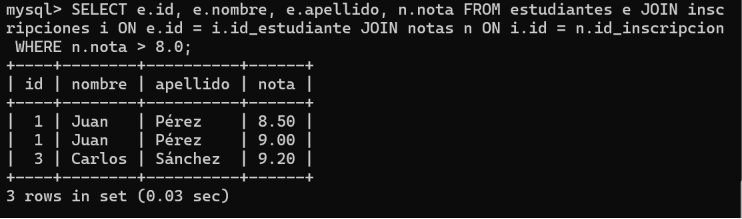 mysql> SELECT e.id, e.nombre, e.apellido, n.nota FROM estudiantes e JOIN insc
ripciones i ON e.id = i.id_estudiante JOIN notas n ON i.id = n.id_inscripcion
 WHERE n.nota > 8.0;
+----+--------+----------+------+
| id | nombre | apellido | nota |
+----+--------+----------+------+
|  1 | Juan   | Pérez    | 8.50 |
|  1 | Juan   | Pérez    | 9.00 |
|  3 | Carlos | Sánchez  | 9.20 |
+----+--------+----------+------+
3 rows in set (0.03 sec)